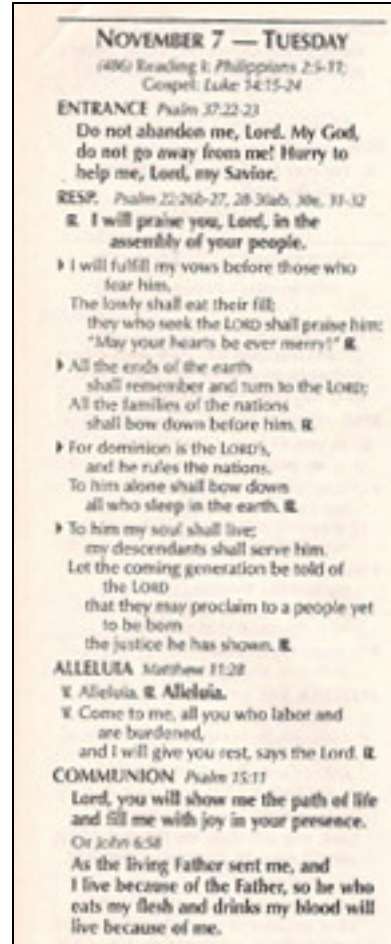 NOVEMBER 7 — TUESDAY
(486) Reading I: Philippians 2:5-11;
Gospel: Luke 14:15-24
ENTRANCE Psalm 37:22-23
Do not abandon me, Lord. My God,
do not go away from me! Hurry to
help me, Lord, my Savior.
RESP. Psalm 22:26b-27, 28-30ab, 30e, 31-32
℟. I will praise you, Lord, in the
assembly of your people.
▸ I will fulfill my vows before those who
fear him.
The lowly shall eat their fill;
they who seek the LORD shall praise him:
"May your hearts be ever merry!" ℟.
▸ All the ends of the earth
shall remember and turn to the LORD;
All the families of the nations
shall bow down before him. ℟.
▸ For dominion is the LORD's,
and he rules the nations.
To him alone shall bow down
all who sleep in the earth. ℟.
▸ To him my soul shall live;
my descendants shall serve him.
Let the coming generation be told of
the LORD
that they may proclaim to a people yet
to be born
the justice he has shown. ℟.
ALLELUIA Matthew 11:28
℣. Alleluia. ℟. Alleluia.
℣. Come to me, all you who labor and
are burdened,
and I will give you rest, says the Lord. ℟.
COMMUNION Psalm 15:11
Lord, you will show me the path of life
and fill me with joy in your presence.
Or John 6:58
As the living Father sent me, and
I live because of the Father, so he who
eats my flesh and drinks my blood will
live because of me.